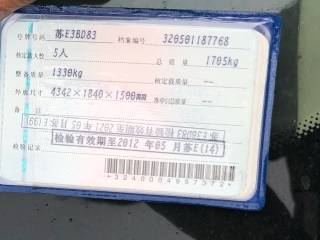 号牌号码 苏E3BD83 档案编号 320501187768
核定载人数 5人 总质量 1705kg
整备质量 1330kg 核定载质量 --
外廓尺寸 4342×1840×1500mm 准牵引总质量 --
备注
检验记录
检验有效期至2012年05月苏E(14)